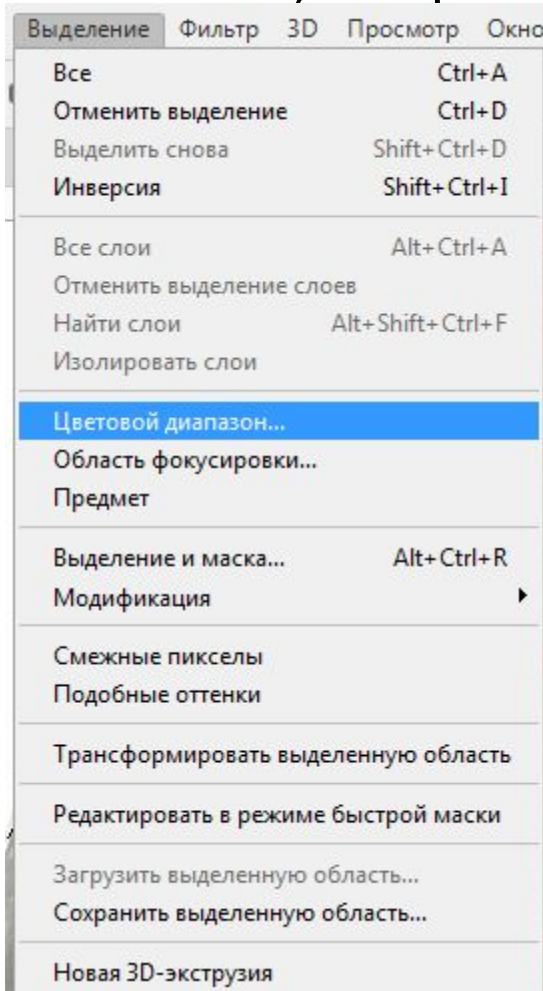 Выделение Фильтр 3D Просмотр Окно
Все Ctrl+A
Отменить выделение Ctrl+D
Выделить снова Shift+Ctrl+D
Инверсия Shift+Ctrl+I
Все слои Alt+Ctrl+A
Отменить выделение слоев
Найти слои Alt+Shift+Ctrl+F
Изолировать слои
Цветовой диапазон...
Область фокусировки...
Предмет
Выделение и маска... Alt+Ctrl+R
Модификация
Смежные пикселы
Подобные оттенки
Трансформировать выделенную область
Редактировать в режиме быстрой маски
Загрузить выделенную область...
Сохранить выделенную область...
Новая 3D-экструзия